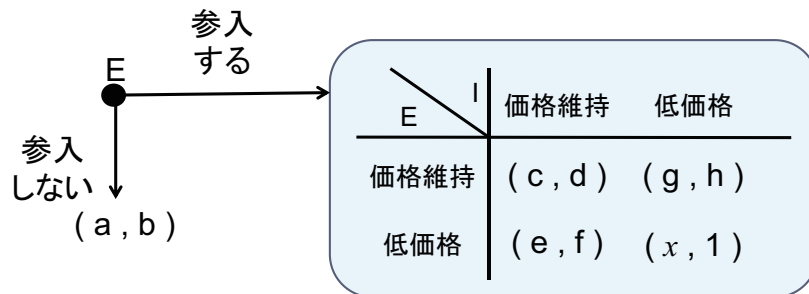 参入
する
E
参入
しない
( a , b )
I
E
価格維持 低価格
価格維持 ( c , d ) ( g , h )
低価格 ( e , f ) ( x , 1 )